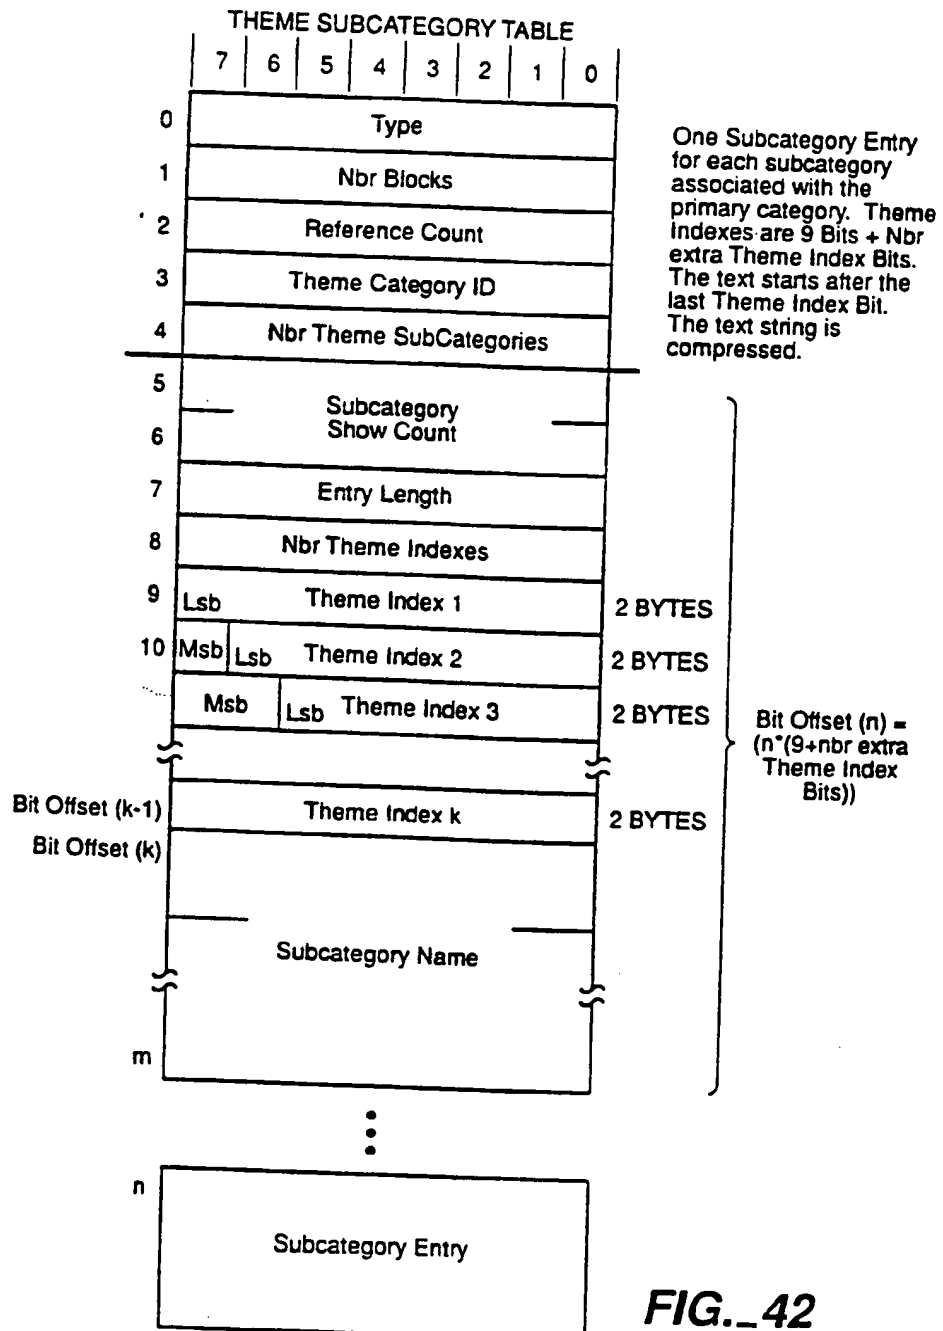 THEME SUBCATEGORY TABLE
7 6 5 4 3 2 1 0
0 Type
1 Nbr Blocks
2 Reference Count
3 Theme Category ID
4 Nbr Theme SubCategories
One Subcategory Entry
for each subcategory
associated with the
primary category. Theme
Indexes are 9 Bits + Nbr
extra Theme Index Bits.
The text starts after the
last Theme Index Bit.
The text string is
compressed.
5
Subcategory
Show Count
6
7 Entry Length
8 Nbr Theme Indexes
9 Lsb Theme Index 1 2 BYTES
10 Msb Lsb Theme Index 2 2 BYTES
Msb Lsb Theme Index 3 2 BYTES
Bit Offset (n) =
(n*(9+nbr extra
Theme Index
Bits))
Bit Offset (k-1) Theme Index k 2 BYTES
Bit Offset (k)
Subcategory Name
m
n
Subcategory Entry
FIG._42